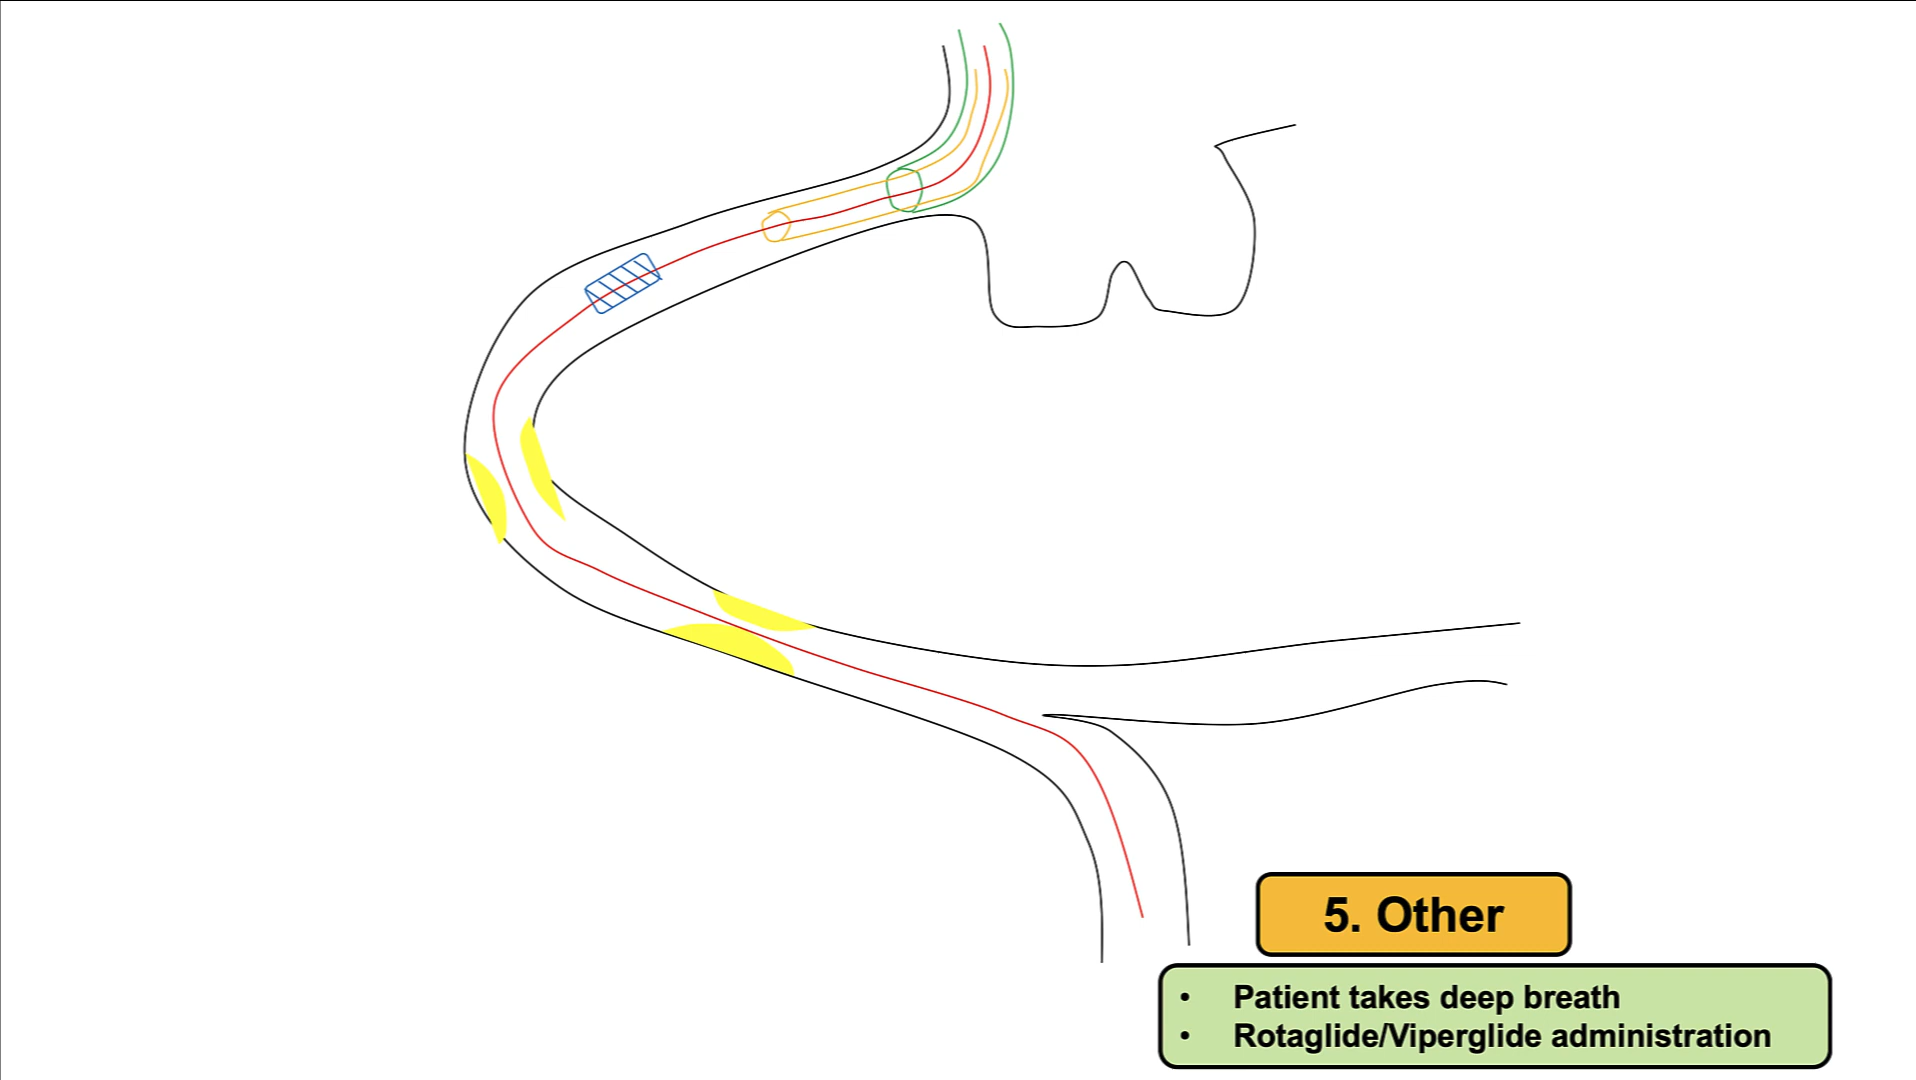 5. Other
• Patient takes deep breath
• Rotaglide/Viperglide administration